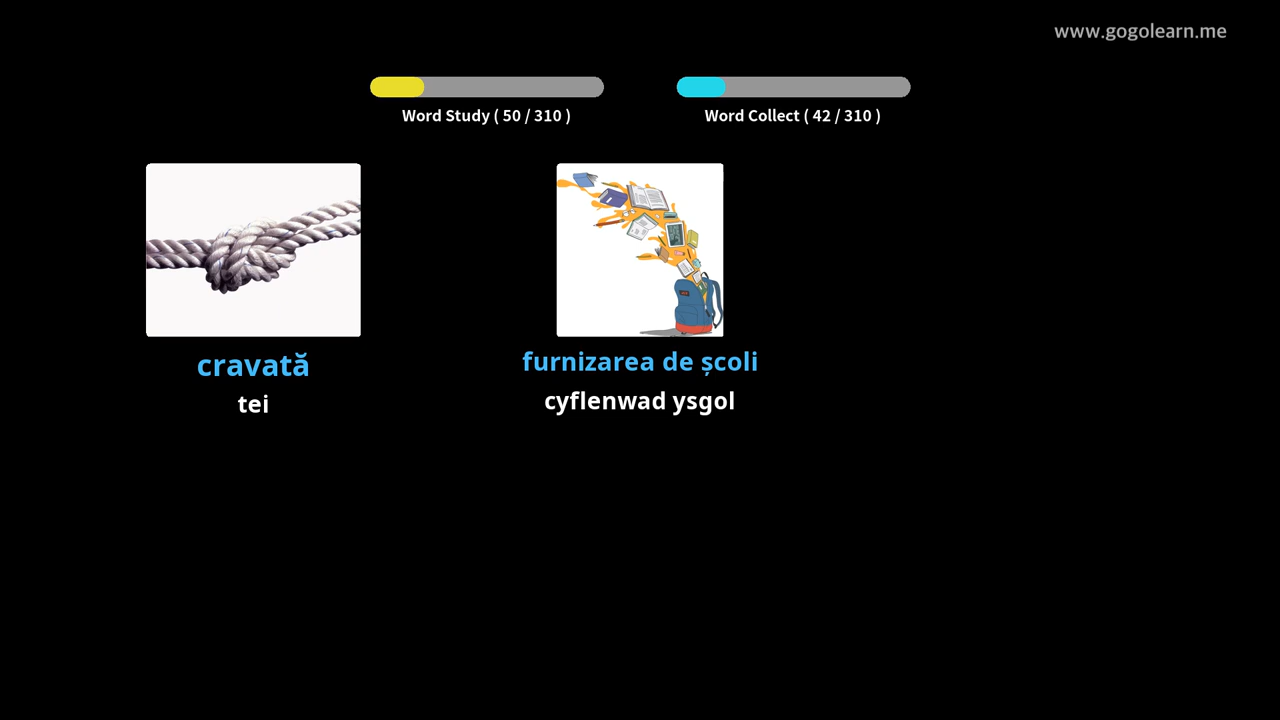 www.gogolearn.me
Word Study ( 50 / 310 )
Word Collect ( 42 / 310 )
cravată
tei
furnizarea de școli
cyflenwad ysgol